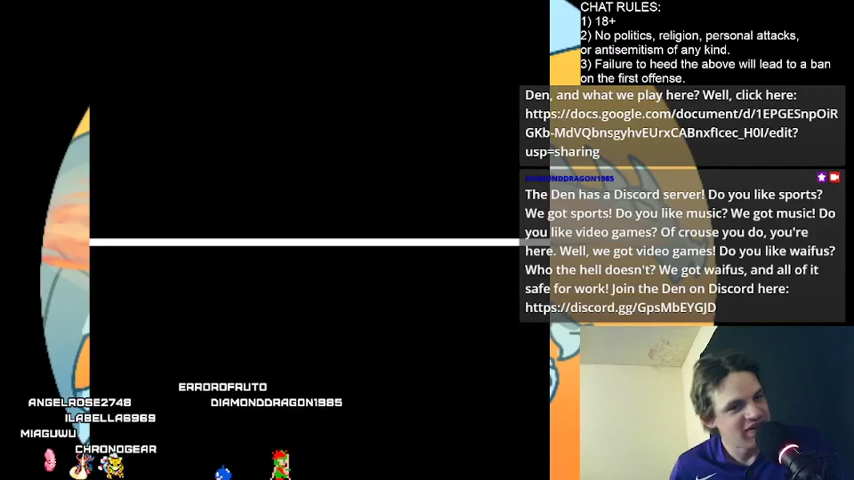 CHAT RULES:
1) 18+
2) No politics, religion, personal attacks,
or antisemitism of any kind.
3) Failure to heed the above will lead to a ban
on the first offense.
Den, and what we play here? Well, click here:
https://docs.google.com/document/d/1EPGESnpOiR
GKb-MdVQbnsgyhvEUrxCABnxfIcec_H0I/edit?
usp=sharing
DIAMONDDRAGON1985
The Den has a Discord server! Do you like sports?
We got sports! Do you like music? We got music! Do
you like video games? Of crouse you do, you're
here. Well, we got video games! Do you like waifus?
Who the hell doesn't? We got waifus, and all of it
safe for work! Join the Den on Discord here:
https://discord.gg/GpsMbEYGJD
ERROROFRUTO
ANGELROSE2748
DIAMONDDRAGON1985
ILABELLA6969
MIAGUWU
CHRONOGEAR